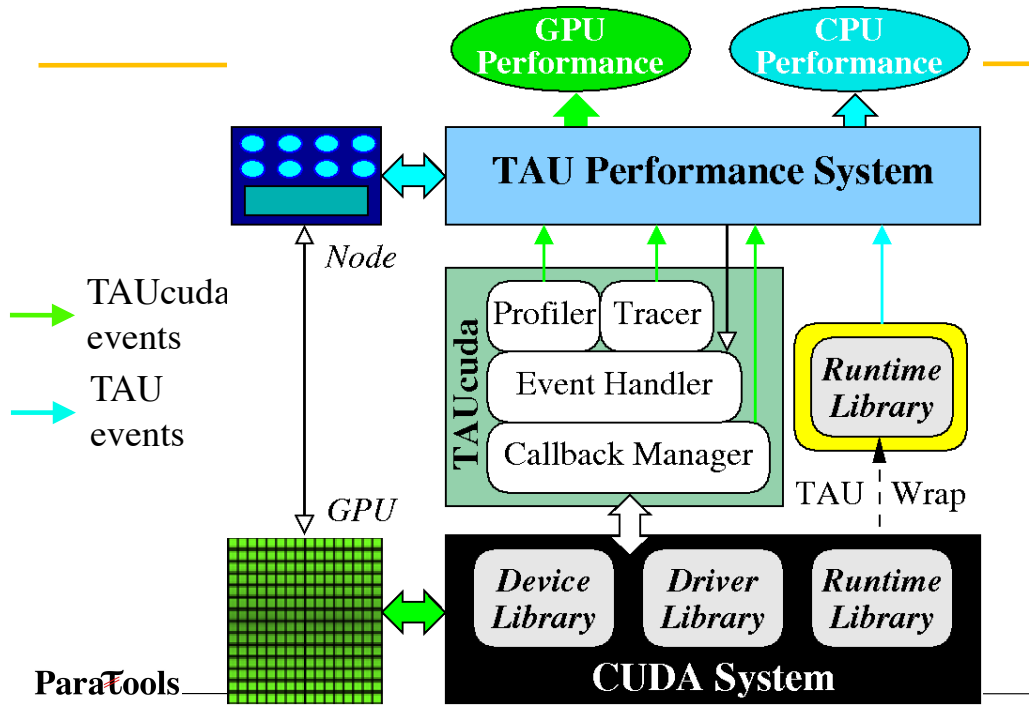 GPU
Performance
CPU
Performance
TAU Performance System
Node
TAUcuda
events
TAU
events
TAUcuda
Profiler
Tracer
Event Handler
Callback Manager
Runtime
Library
TAU
Wrap
GPU
Device
Library
Driver
Library
Runtime
Library
CUDA System
ParaTools